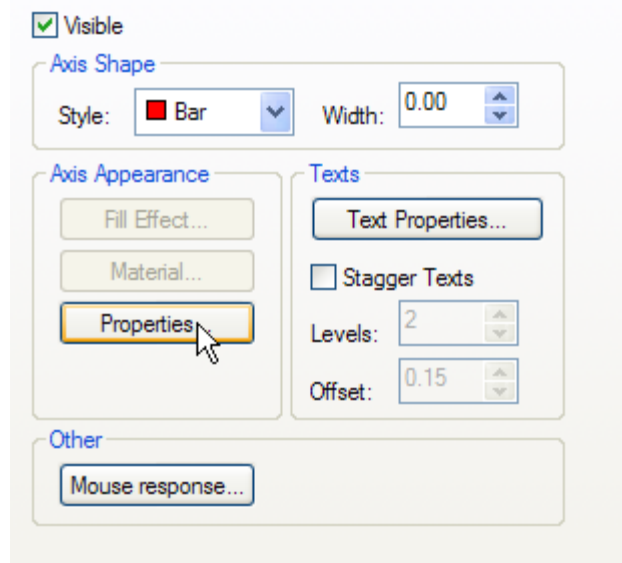 Visible
Axis Shape
Style: Bar Width: 0.00
Axis Appearance
Fill Effect...
Material...
Properties...
Texts
Text Properties...
Stagger Texts
Levels: 2
Offset: 0.15
Other
Mouse response...